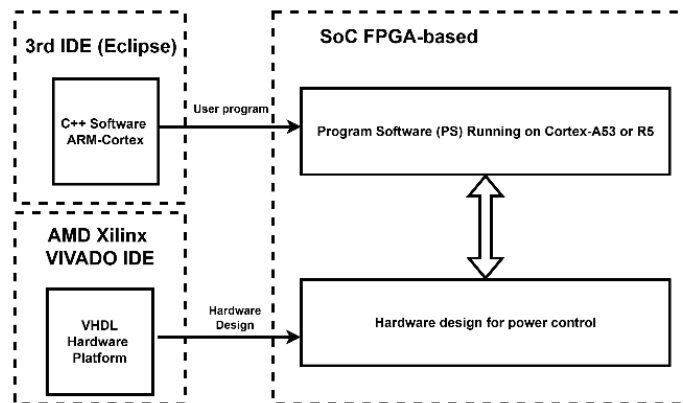 3rd IDE (Eclipse)
C++ Software
ARM-Cortex
User program
SoC FPGA-based
Program Software (PS) Running on Cortex-A53 or R5
AMD Xilinx
VIVADO IDE
VHDL
Hardware
Platform
Hardware
Design
Hardware design for power control